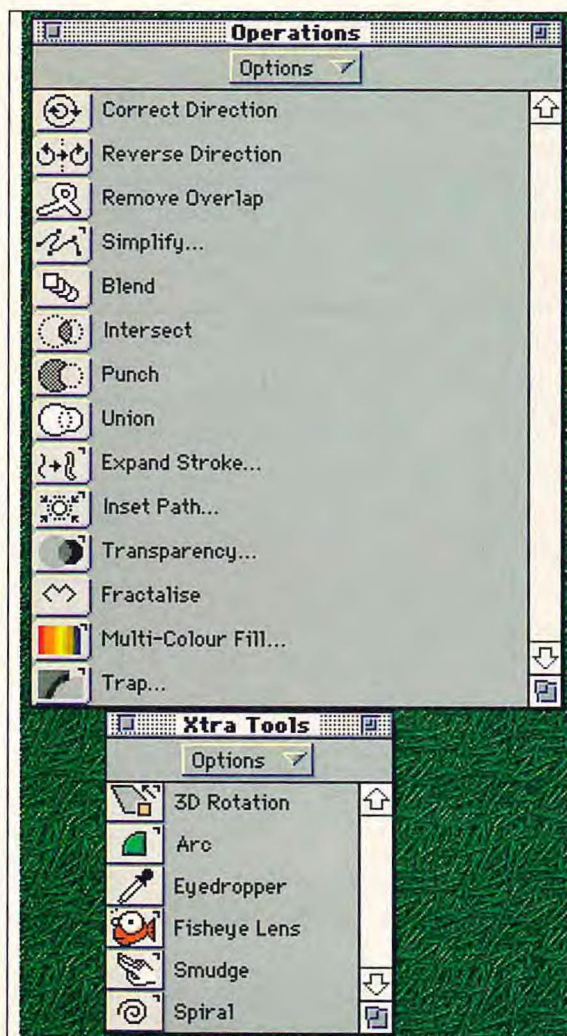 Operations
Options
Correct Direction
Reverse Direction
Remove Overlap
Simplify...
Blend
Intersect
Punch
Union
Expand Stroke...
Inset Path...
Transparency...
Fractalise
Multi-Colour Fill...
Trap...
Xtra Tools
Options
3D Rotation
Arc
Eyedropper
Fisheye Lens
Smudge
Spiral